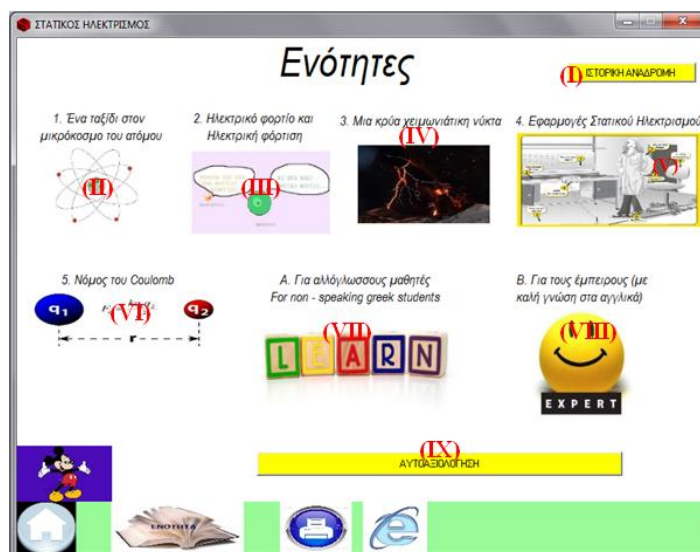 ΣΤΑΤΙΚΟΣ ΗΛΕΚΤΡΙΣΜΟΣ
Ενότητες
(I) ΙΣΤΟΡΙΚΗ ΑΝΑΔΡΟΜΗ
1. Ένα ταξίδι στον
μικρόκοσμο του ατόμου
(II)
2. Ηλεκτρικό φορτίο και
Ηλεκτρική φόρτιση
(III)
3. Μια κρύα χειμωνιάτικη νύκτα
(IV)
4. Εφαρμογές Στατικού Ηλεκτρισμού
(V)
5. Νόμος του Coulomb
q1 (VI) q2
r
Α. Για αλλόγλωσσους μαθητές
For non - speaking greek students
(VII)
LEARN
Β. Για τους έμπειρους (με
καλή γνώση στα αγγλικά)
(VIII)
EXPERT
(IX)
ΑΥΤΟΑΞΙΟΛΟΓΗΣΗ
ΕΝΟΤΗΤΑ